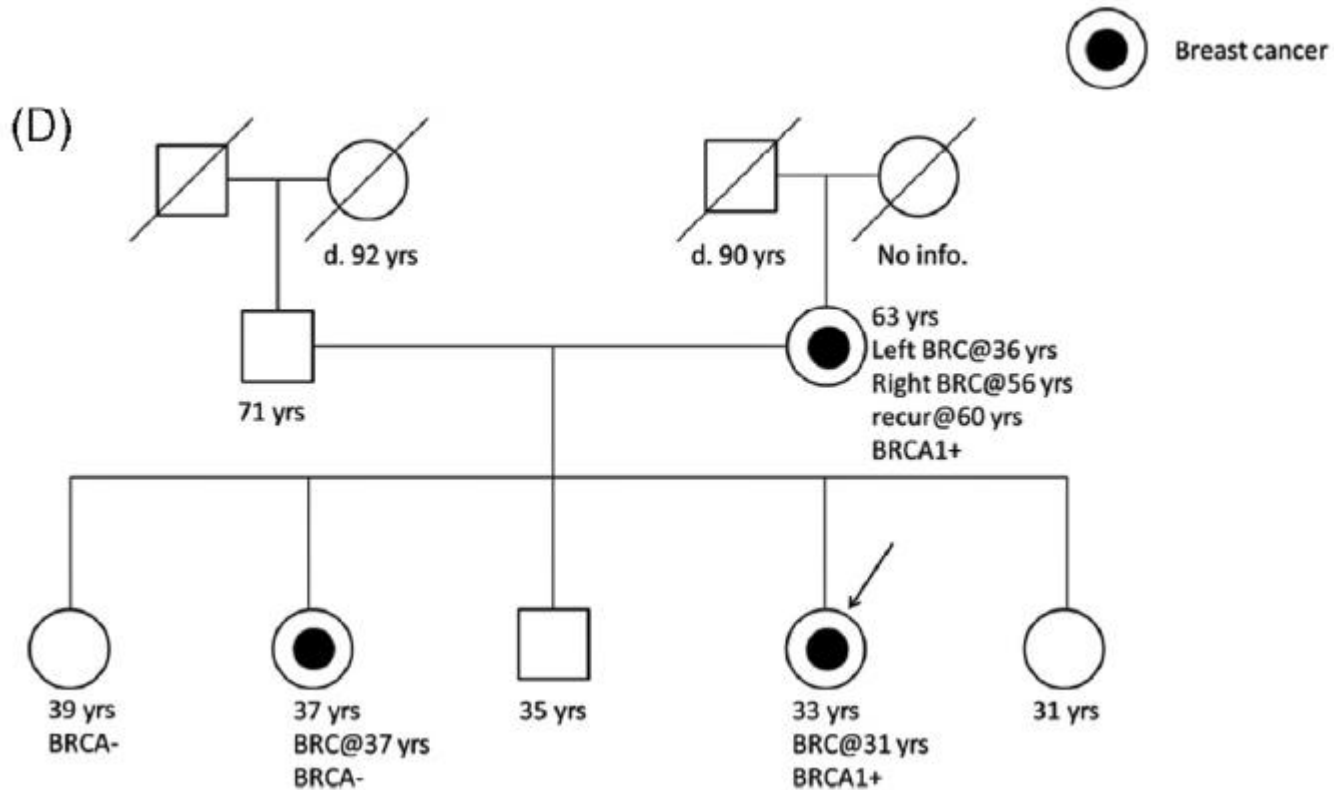 Breast cancer
(D)
d. 92 yrs
d. 90 yrs
No info.
63 yrs
Left BRC@36 yrs
Right BRC@56 yrs
recur@60 yrs
BRCA1+
71 yrs
39 yrs
BRCA-
37 yrs
BRC@37 yrs
BRCA-
35 yrs
33 yrs
BRC@31 yrs
BRCA1+
31 yrs